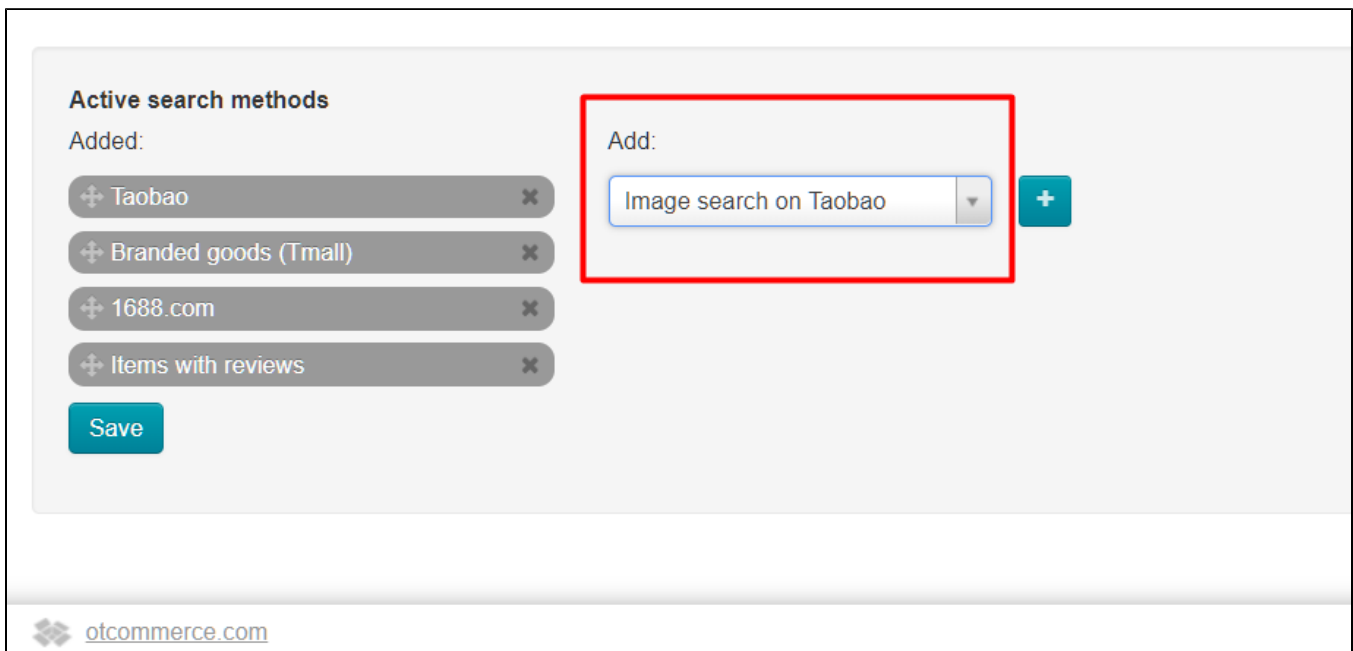 Active search methods
Added:
Taobao
Branded goods (Tmall)
1688.com
Items with reviews
Save
Add:
Image search on Taobao
otcommerce.com